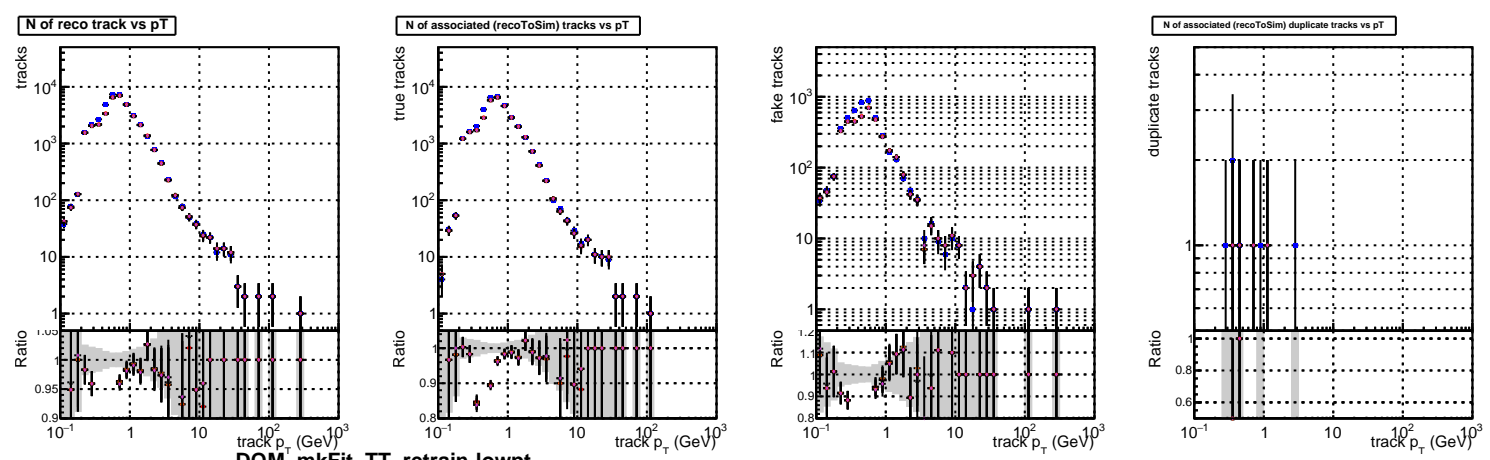 N of reco track vs pT
N of associated (recoToSim) tracks vs pT
N of associated (recoToSim) duplicate tracks vs pT
tracks
10⁴
10³
10²
10
1
Ratio
1.05
1
0.95
0.9
10⁻¹ 1 10 10² 10³
track p_T (GeV)
true tracks
10⁴
10³
10²
10
1
Ratio
1
0.9
0.8
10⁻¹ 1 10 10² 10³
track p_T (GeV)
fake tracks
10³
10²
10
1
Ratio
1.2
1.1
1
0.9
0.8
10⁻¹ 1 10 10² 10³
track p_T (GeV)
duplicate tracks
1
Ratio
1
0.8
0.6
10⁻¹ 1 10 10² 10³
track p_T (GeV)
DQM_mkFit_TT_retrain-lowpt